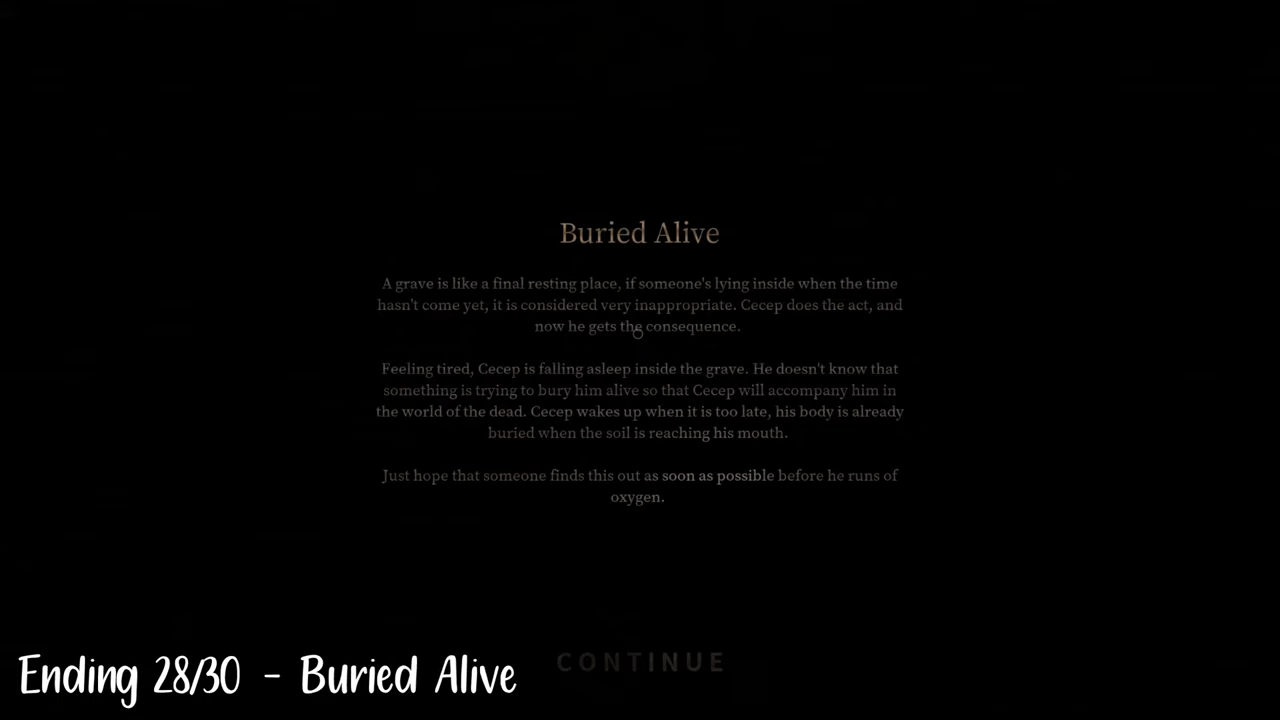 Buried Alive
A grave is like a final resting place, if someone's lying inside when the time
hasn't come yet, it is considered very inappropriate. Cecep does the act, and
now he gets the consequence.
Feeling tired, Cecep is falling asleep inside the grave. He doesn't know that
something is trying to bury him alive so that Cecep will accompany him in
the world of the dead. Cecep wakes up when it is too late, his body is already
buried when the soil is reaching his mouth.
Just hope that someone finds this out as soon as possible before he runs of
oxygen.
CONTINUE
Ending 28/30 - Buried Alive